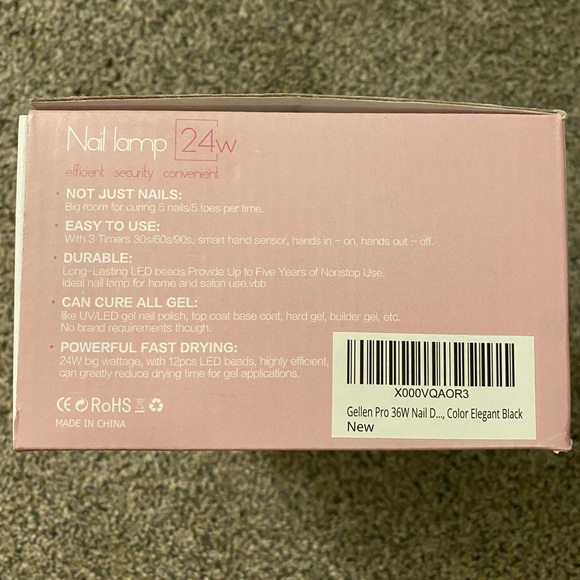 Nail lamp 24w
efficent security convenient
· NOT JUST NAILS:
Big room for curing 5 nails/5 toes per time.
· EASY TO USE:
With 3 Timers 30s/60s/90s, smart hand sensor, hands in - on, hands out - off.
· DURABLE:
Long-Lasting LED beads Provide Up to Five Years of Nonstop Use.
Ideal nail lamp for home and salon use.vbb
· CAN CURE ALL GEL:
like UV/LED gel nail polish, top coat base coat, hard gel, builder gel, etc.
No brand requirements though.
· POWERFUL FAST DRYING:
24W big wattage, with 12pcs LED beads, highly efficient,
can greatly reduce drying time for gel applications.
CE RoHS
MADE IN CHINA
X000VQAOR3
Gellen Pro 36W Nail D..., Color Elegant Black
New